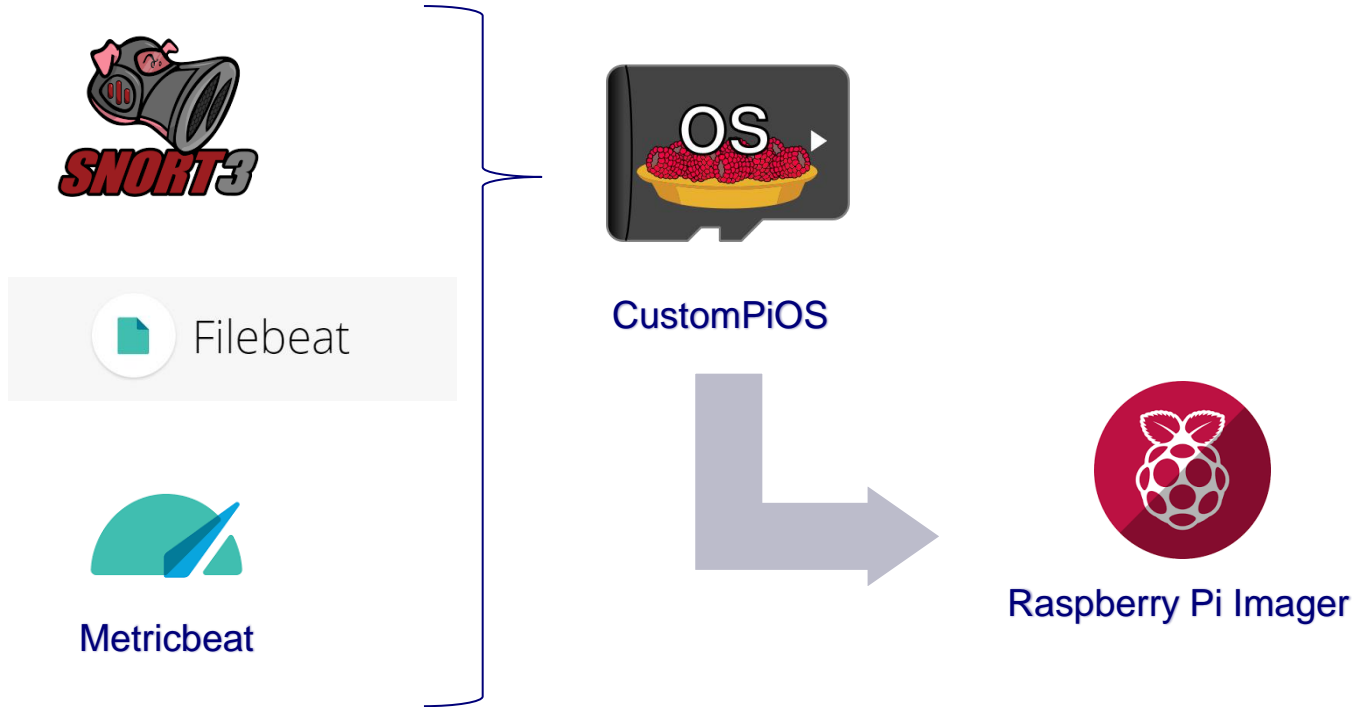 SNORT3
Filebeat
Metricbeat
OS
CustomPiOS
Raspberry Pi Imager